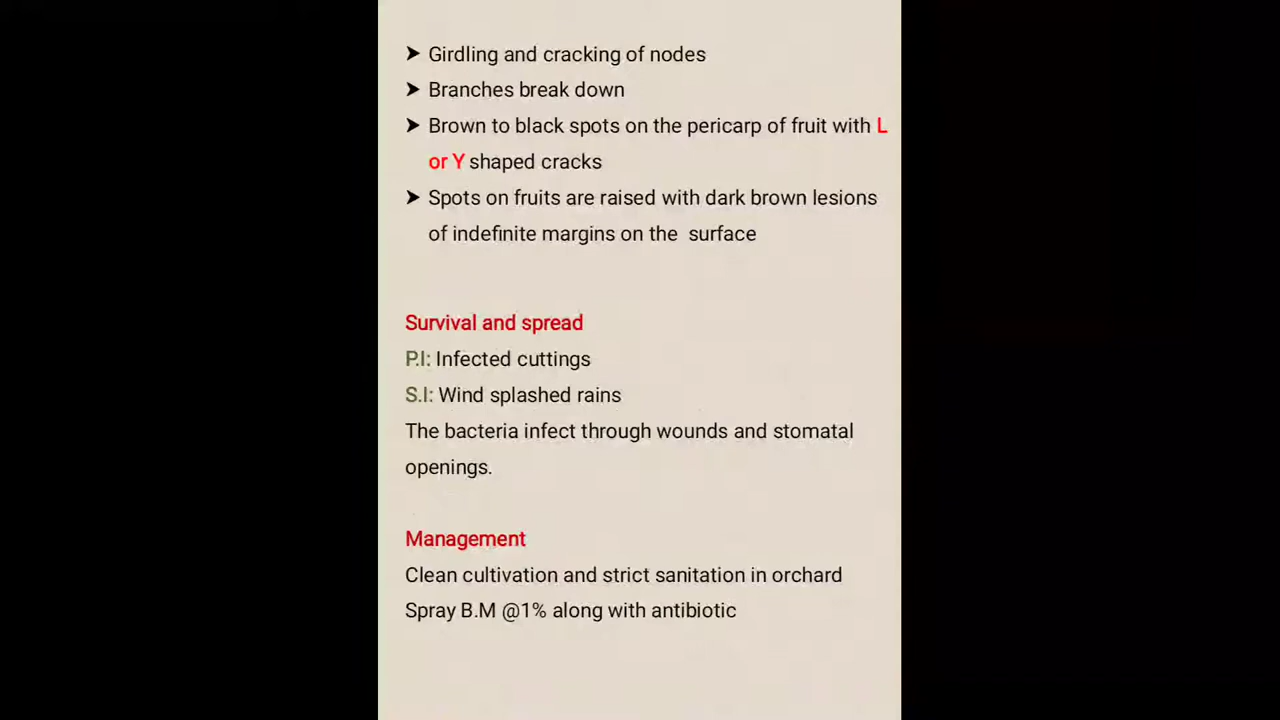 ➤ Girdling and cracking of nodes
➤ Branches break down
➤ Brown to black spots on the pericarp of fruit with L
or Y shaped cracks
➤ Spots on fruits are raised with dark brown lesions
of indefinite margins on the surface
Survival and spread
P.I: Infected cuttings
S.I: Wind splashed rains
The bacteria infect through wounds and stomatal
openings.
Management
Clean cultivation and strict sanitation in orchard
Spray B.M @1% along with antibiotic